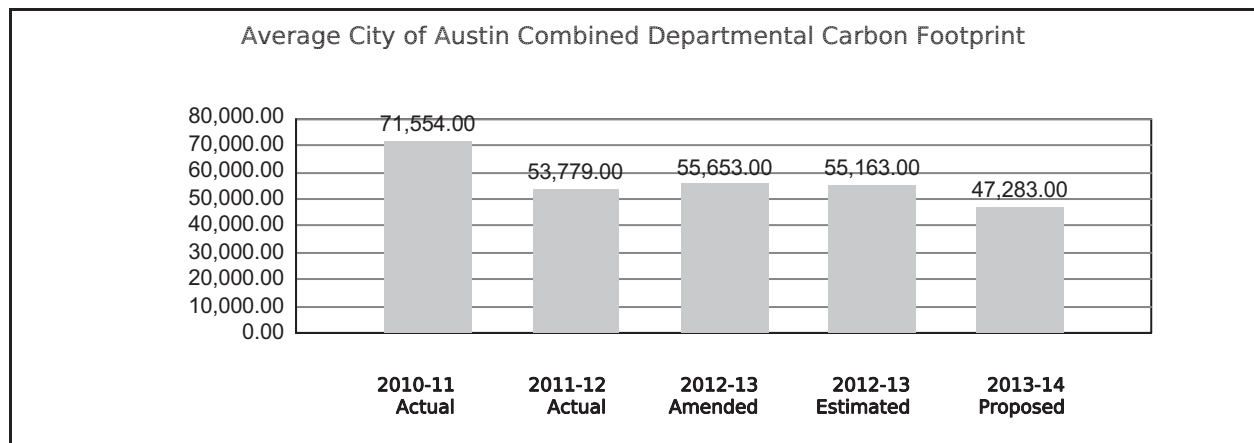 Average City of Austin Combined Departmental Carbon Footprint
80,000.00
70,000.00
60,000.00
50,000.00
40,000.00
30,000.00
20,000.00
10,000.00
0.00
71,554.00
53,779.00
55,653.00
55,163.00
47,283.00
2010-11 Actual
2011-12 Actual
2012-13 Amended
2012-13 Estimated
2013-14 Proposed